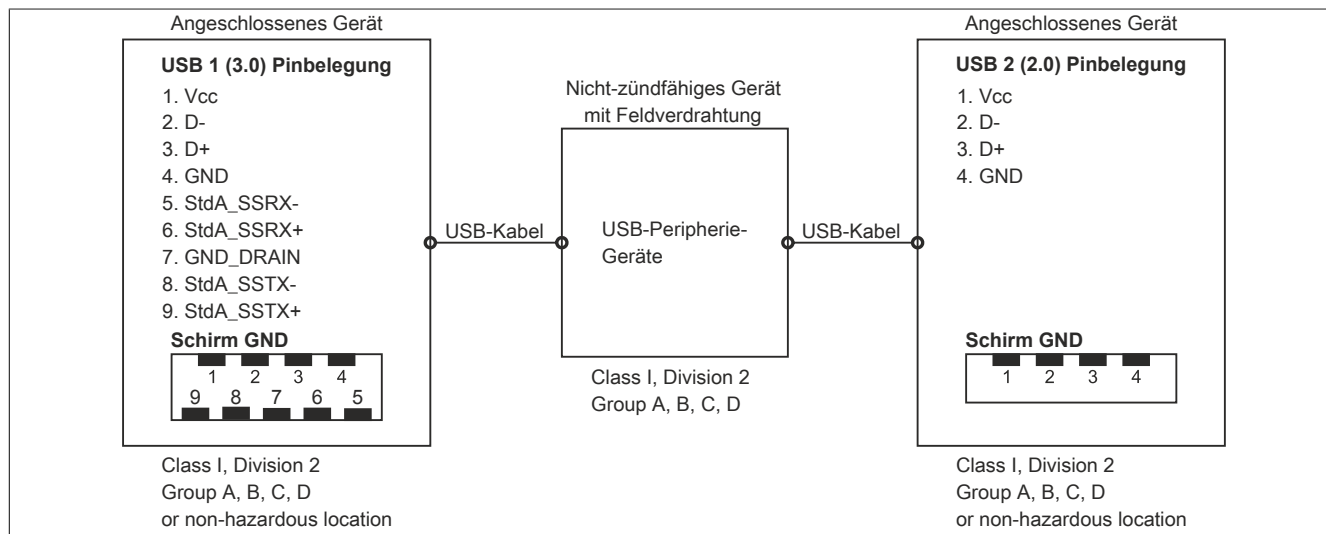 Angeschlossenes Gerät
USB 1 (3.0) Pinbelegung
1. Vcc
2. D-
3. D+
4. GND
5. StdA_SSRX-
6. StdA_SSRX+
7. GND_DRAIN
8. StdA_SSTX-
9. StdA_SSTX+
Schirm GND
1 2 3 4
9 8 7 6 5
Class I, Division 2
Group A, B, C, D
or non-hazardous location
USB-Kabel
Nicht-zündfähiges Gerät
mit Feldverdrahtung
USB-Peripherie-
Geräte
Class I, Division 2
Group A, B, C, D
USB-Kabel
Angeschlossenes Gerät
USB 2 (2.0) Pinbelegung
1. Vcc
2. D-
3. D+
4. GND
Schirm GND
1 2 3 4
Class I, Division 2
Group A, B, C, D
or non-hazardous location